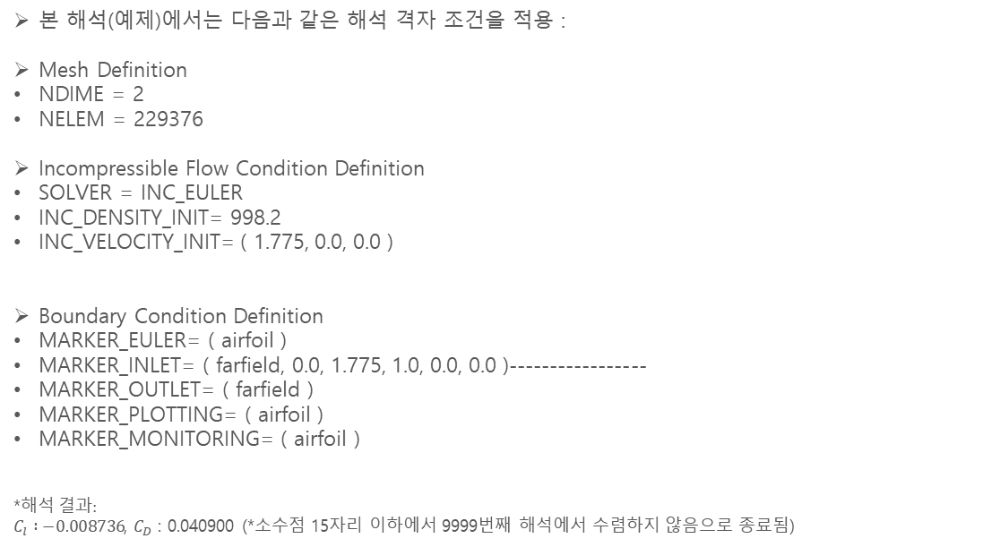 ➢ 본 해석(예제)에서는 다음과 같은 해석 격자 조건을 적용 :
➢ Mesh Definition
• NDIME = 2
• NELEM = 229376
➢ Incompressible Flow Condition Definition
• SOLVER = INC_EULER
• INC_DENSITY_INIT= 998.2
• INC_VELOCITY_INIT= ( 1.775, 0.0, 0.0 )
➢ Boundary Condition Definition
• MARKER_EULER= ( airfoil )
• MARKER_INLET= ( farfield, 0.0, 1.775, 1.0, 0.0, 0.0 )-----------------
• MARKER_OUTLET= ( farfield )
• MARKER_PLOTTING= ( airfoil )
• MARKER_MONITORING= ( airfoil )
*해석 결과:
C_l : −0.008736, C_D : 0.040900 (*소수점 15자리 이하에서 9999번째 해석에서 수렴하지 않음으로 종료됨)